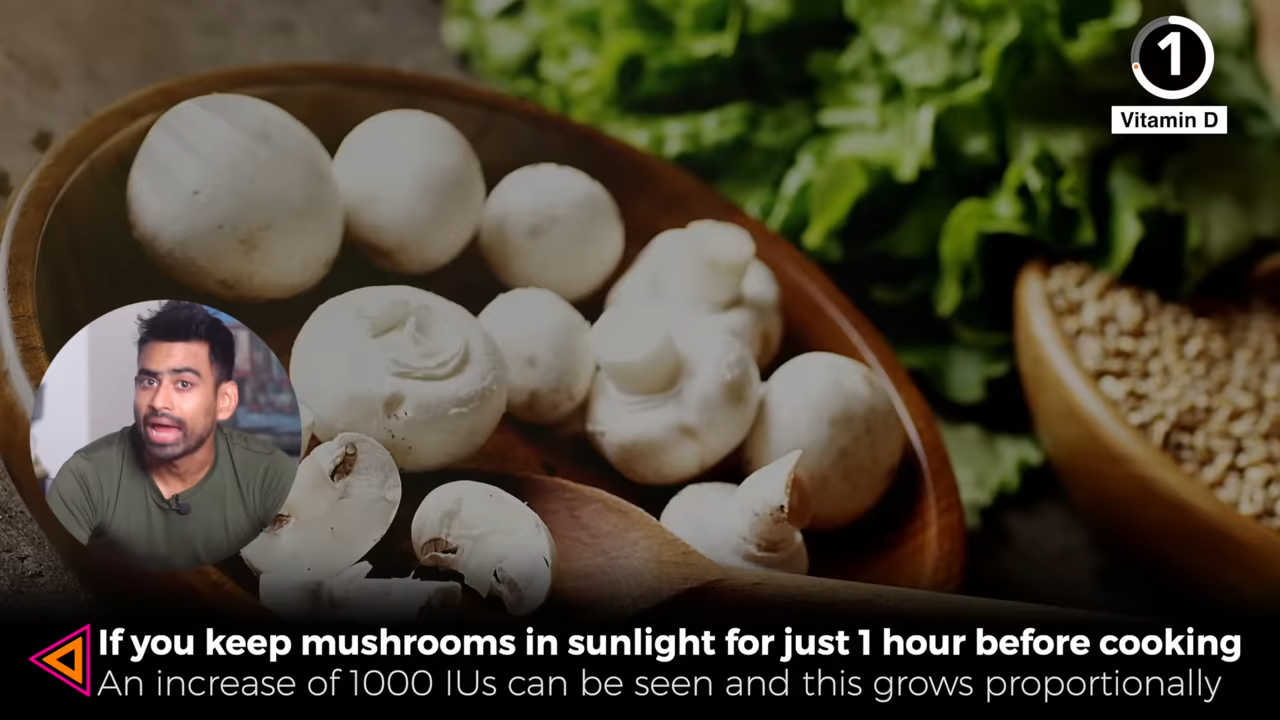 1
Vitamin D
If you keep mushrooms in sunlight for just 1 hour before cooking
An increase of 1000 IUs can be seen and this grows proportionally